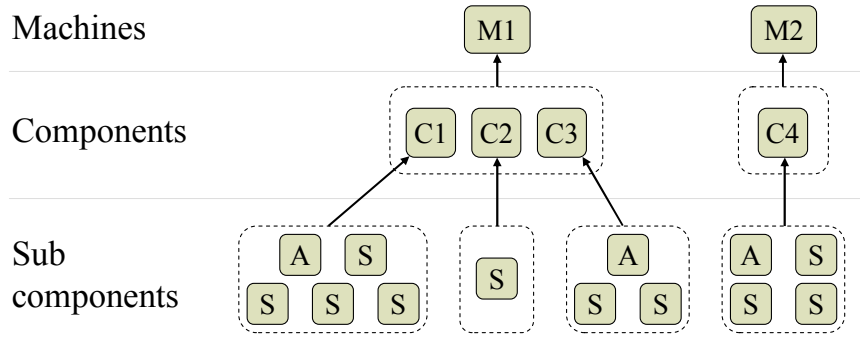 Machines
M1 M2
Components
C1 C2 C3 C4
Sub
components
A S
S
A
A S
S S S
S S
S S